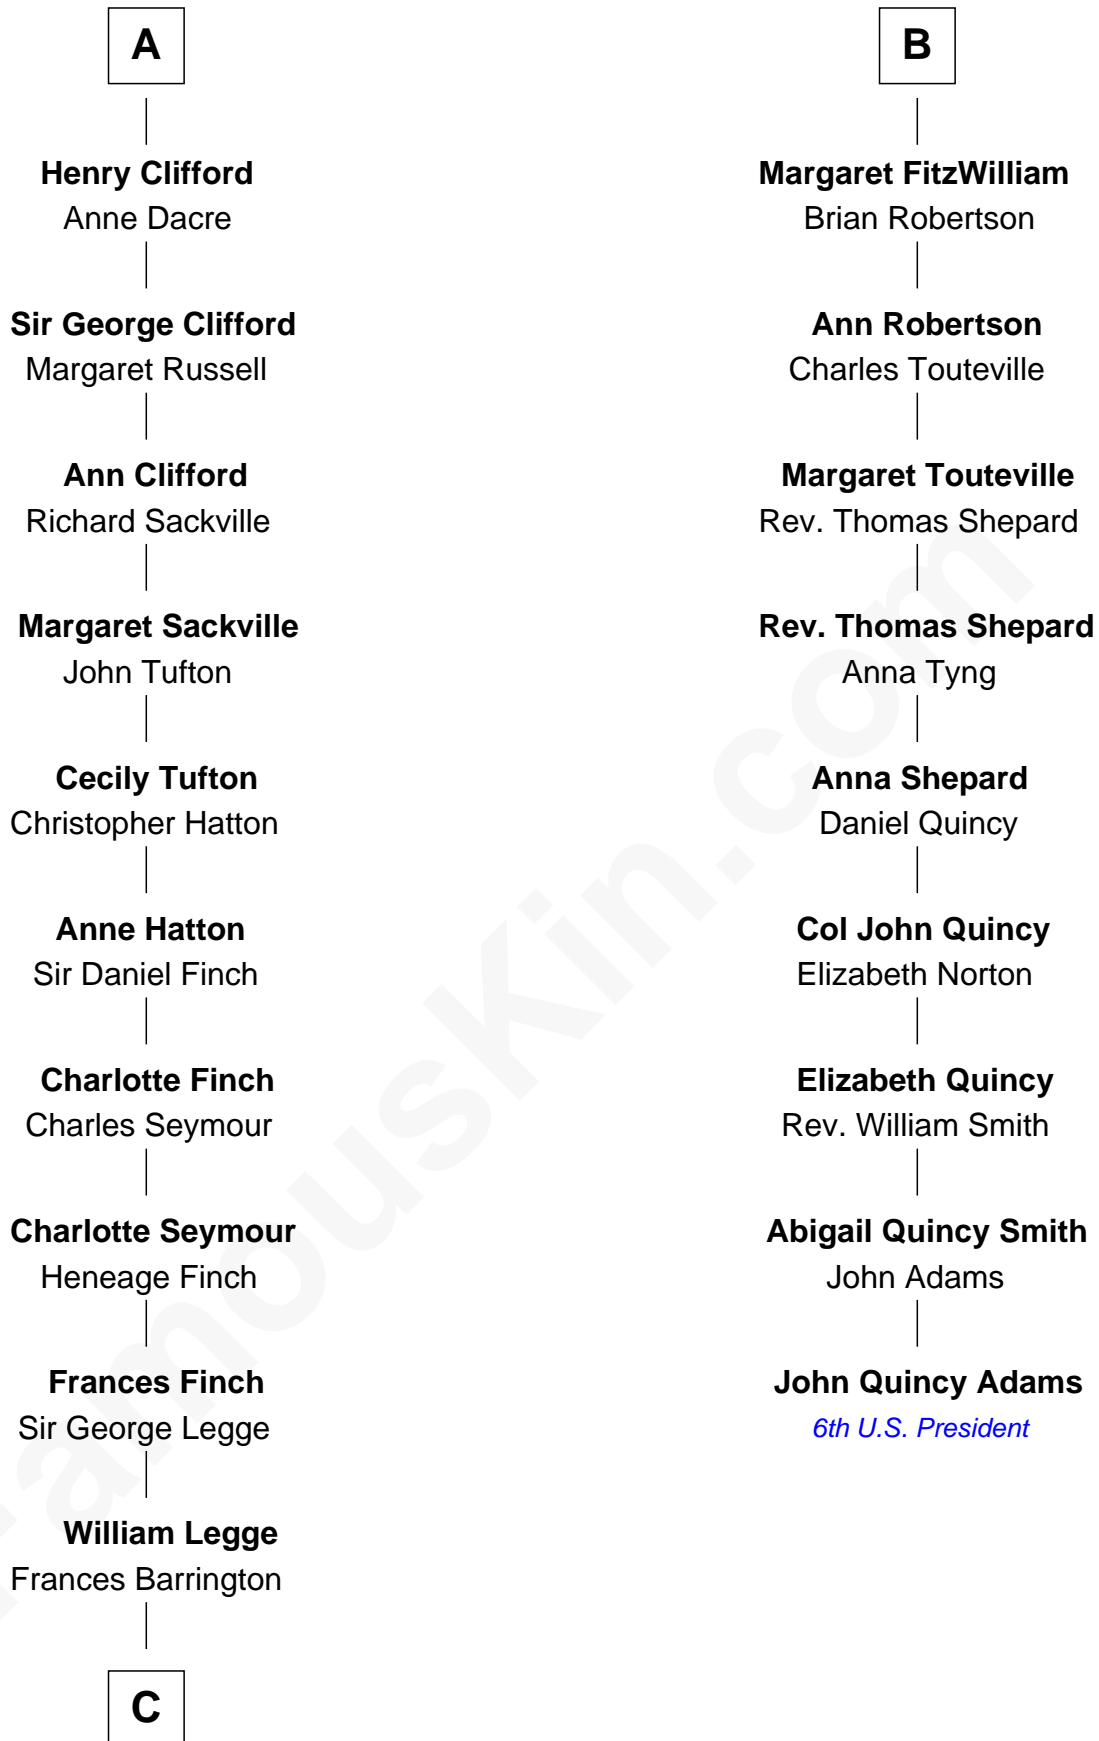 A
Henry Clifford
Anne Dacre
Sir George Clifford
Margaret Russell
Ann Clifford
Richard Sackville
Margaret Sackville
John Tufton
Cecily Tufton
Christopher Hatton
Anne Hatton
Sir Daniel Finch
Charlotte Finch
Charles Seymour
Charlotte Seymour
Heneage Finch
Frances Finch
Sir George Legge
William Legge
Frances Barrington
C
B
Margaret FitzWilliam
Brian Robertson
Ann Robertson
Charles Touteville
Margaret Touteville
Rev. Thomas Shepard
Rev. Thomas Shepard
Anna Tyng
Anna Shepard
Daniel Quincy
Col John Quincy
Elizabeth Norton
Elizabeth Quincy
Rev. William Smith
Abigail Quincy Smith
John Adams
John Quincy Adams
6th U.S. President
FamousKin.com